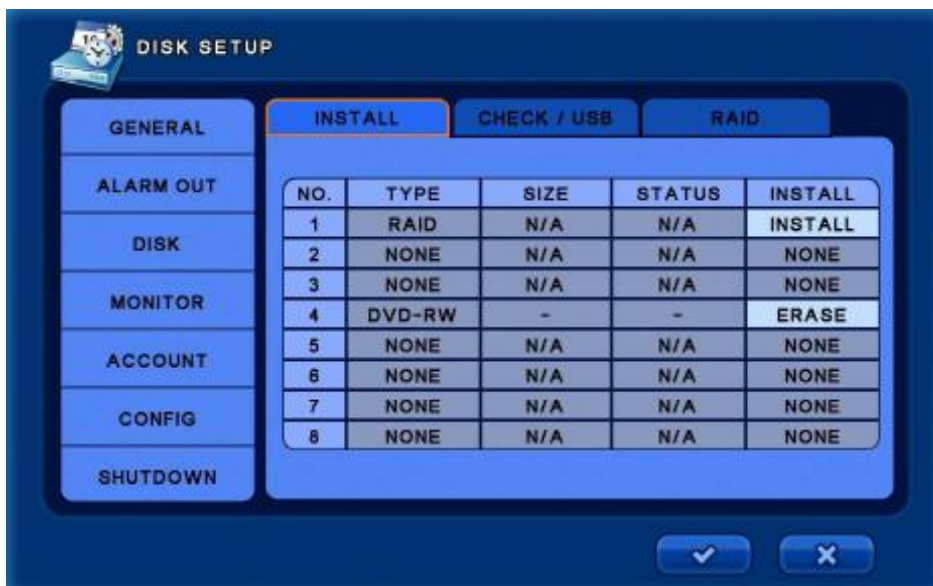 DISK SETUP
INSTALL CHECK / USB RAID
GENERAL
ALARM OUT
DISK
MONITOR
ACCOUNT
CONFIG
SHUTDOWN
NO. TYPE SIZE STATUS INSTALL
1 RAID N/A N/A INSTALL
2 NONE N/A N/A NONE
3 NONE N/A N/A NONE
4 DVD-RW - - ERASE
5 NONE N/A N/A NONE
6 NONE N/A N/A NONE
7 NONE N/A N/A NONE
8 NONE N/A N/A NONE